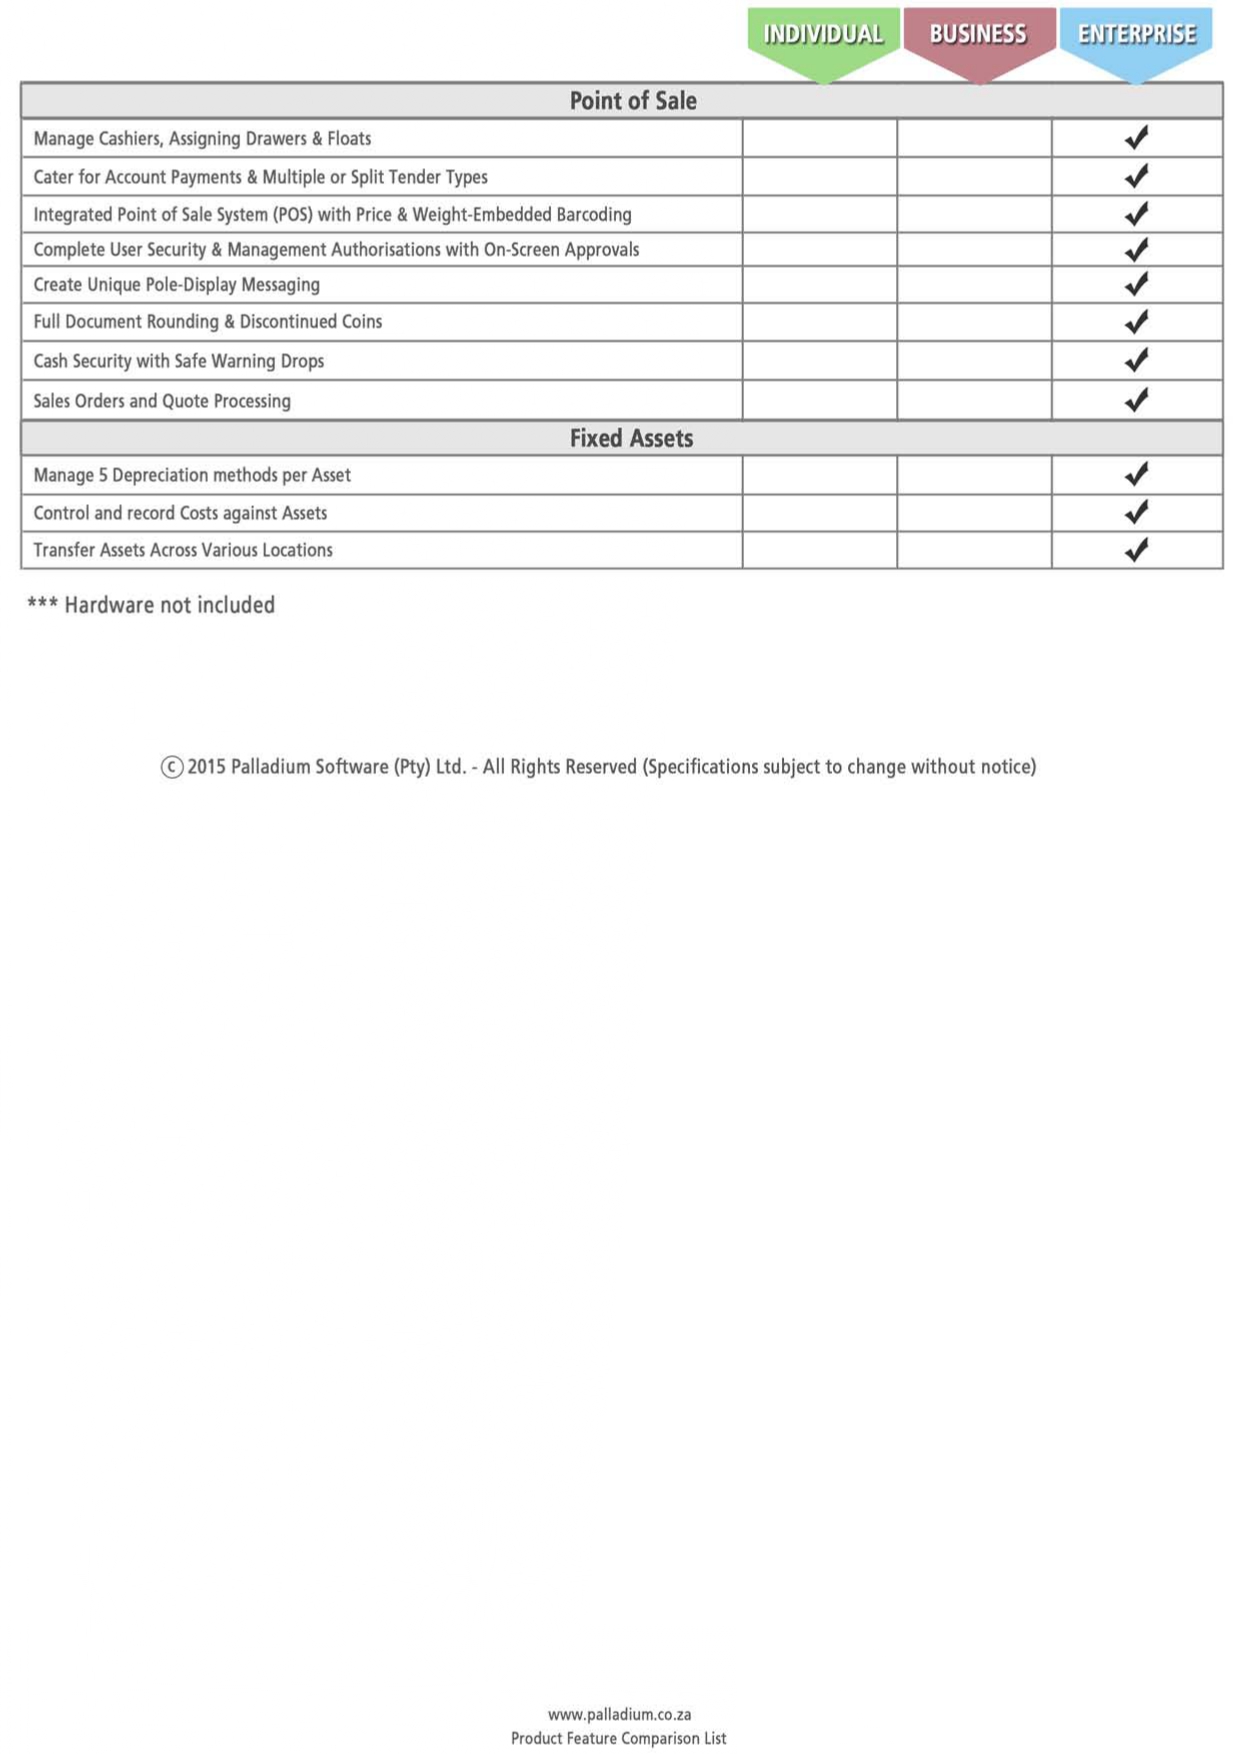 INDIVIDUAL BUSINESS ENTERPRISE
Point of Sale
Manage Cashiers, Assigning Drawers & Floats ✓
Cater for Account Payments & Multiple or Split Tender Types ✓
Integrated Point of Sale System (POS) with Price & Weight-Embedded Barcoding ✓
Complete User Security & Management Authorisations with On-Screen Approvals ✓
Create Unique Pole-Display Messaging ✓
Full Document Rounding & Discontinued Coins ✓
Cash Security with Safe Warning Drops ✓
Sales Orders and Quote Processing ✓
Fixed Assets
Manage 5 Depreciation methods per Asset ✓
Control and record Costs against Assets ✓
Transfer Assets Across Various Locations ✓
*** Hardware not included
© 2015 Palladium Software (Pty) Ltd. - All Rights Reserved (Specifications subject to change without notice)
www.palladium.co.za
Product Feature Comparison List